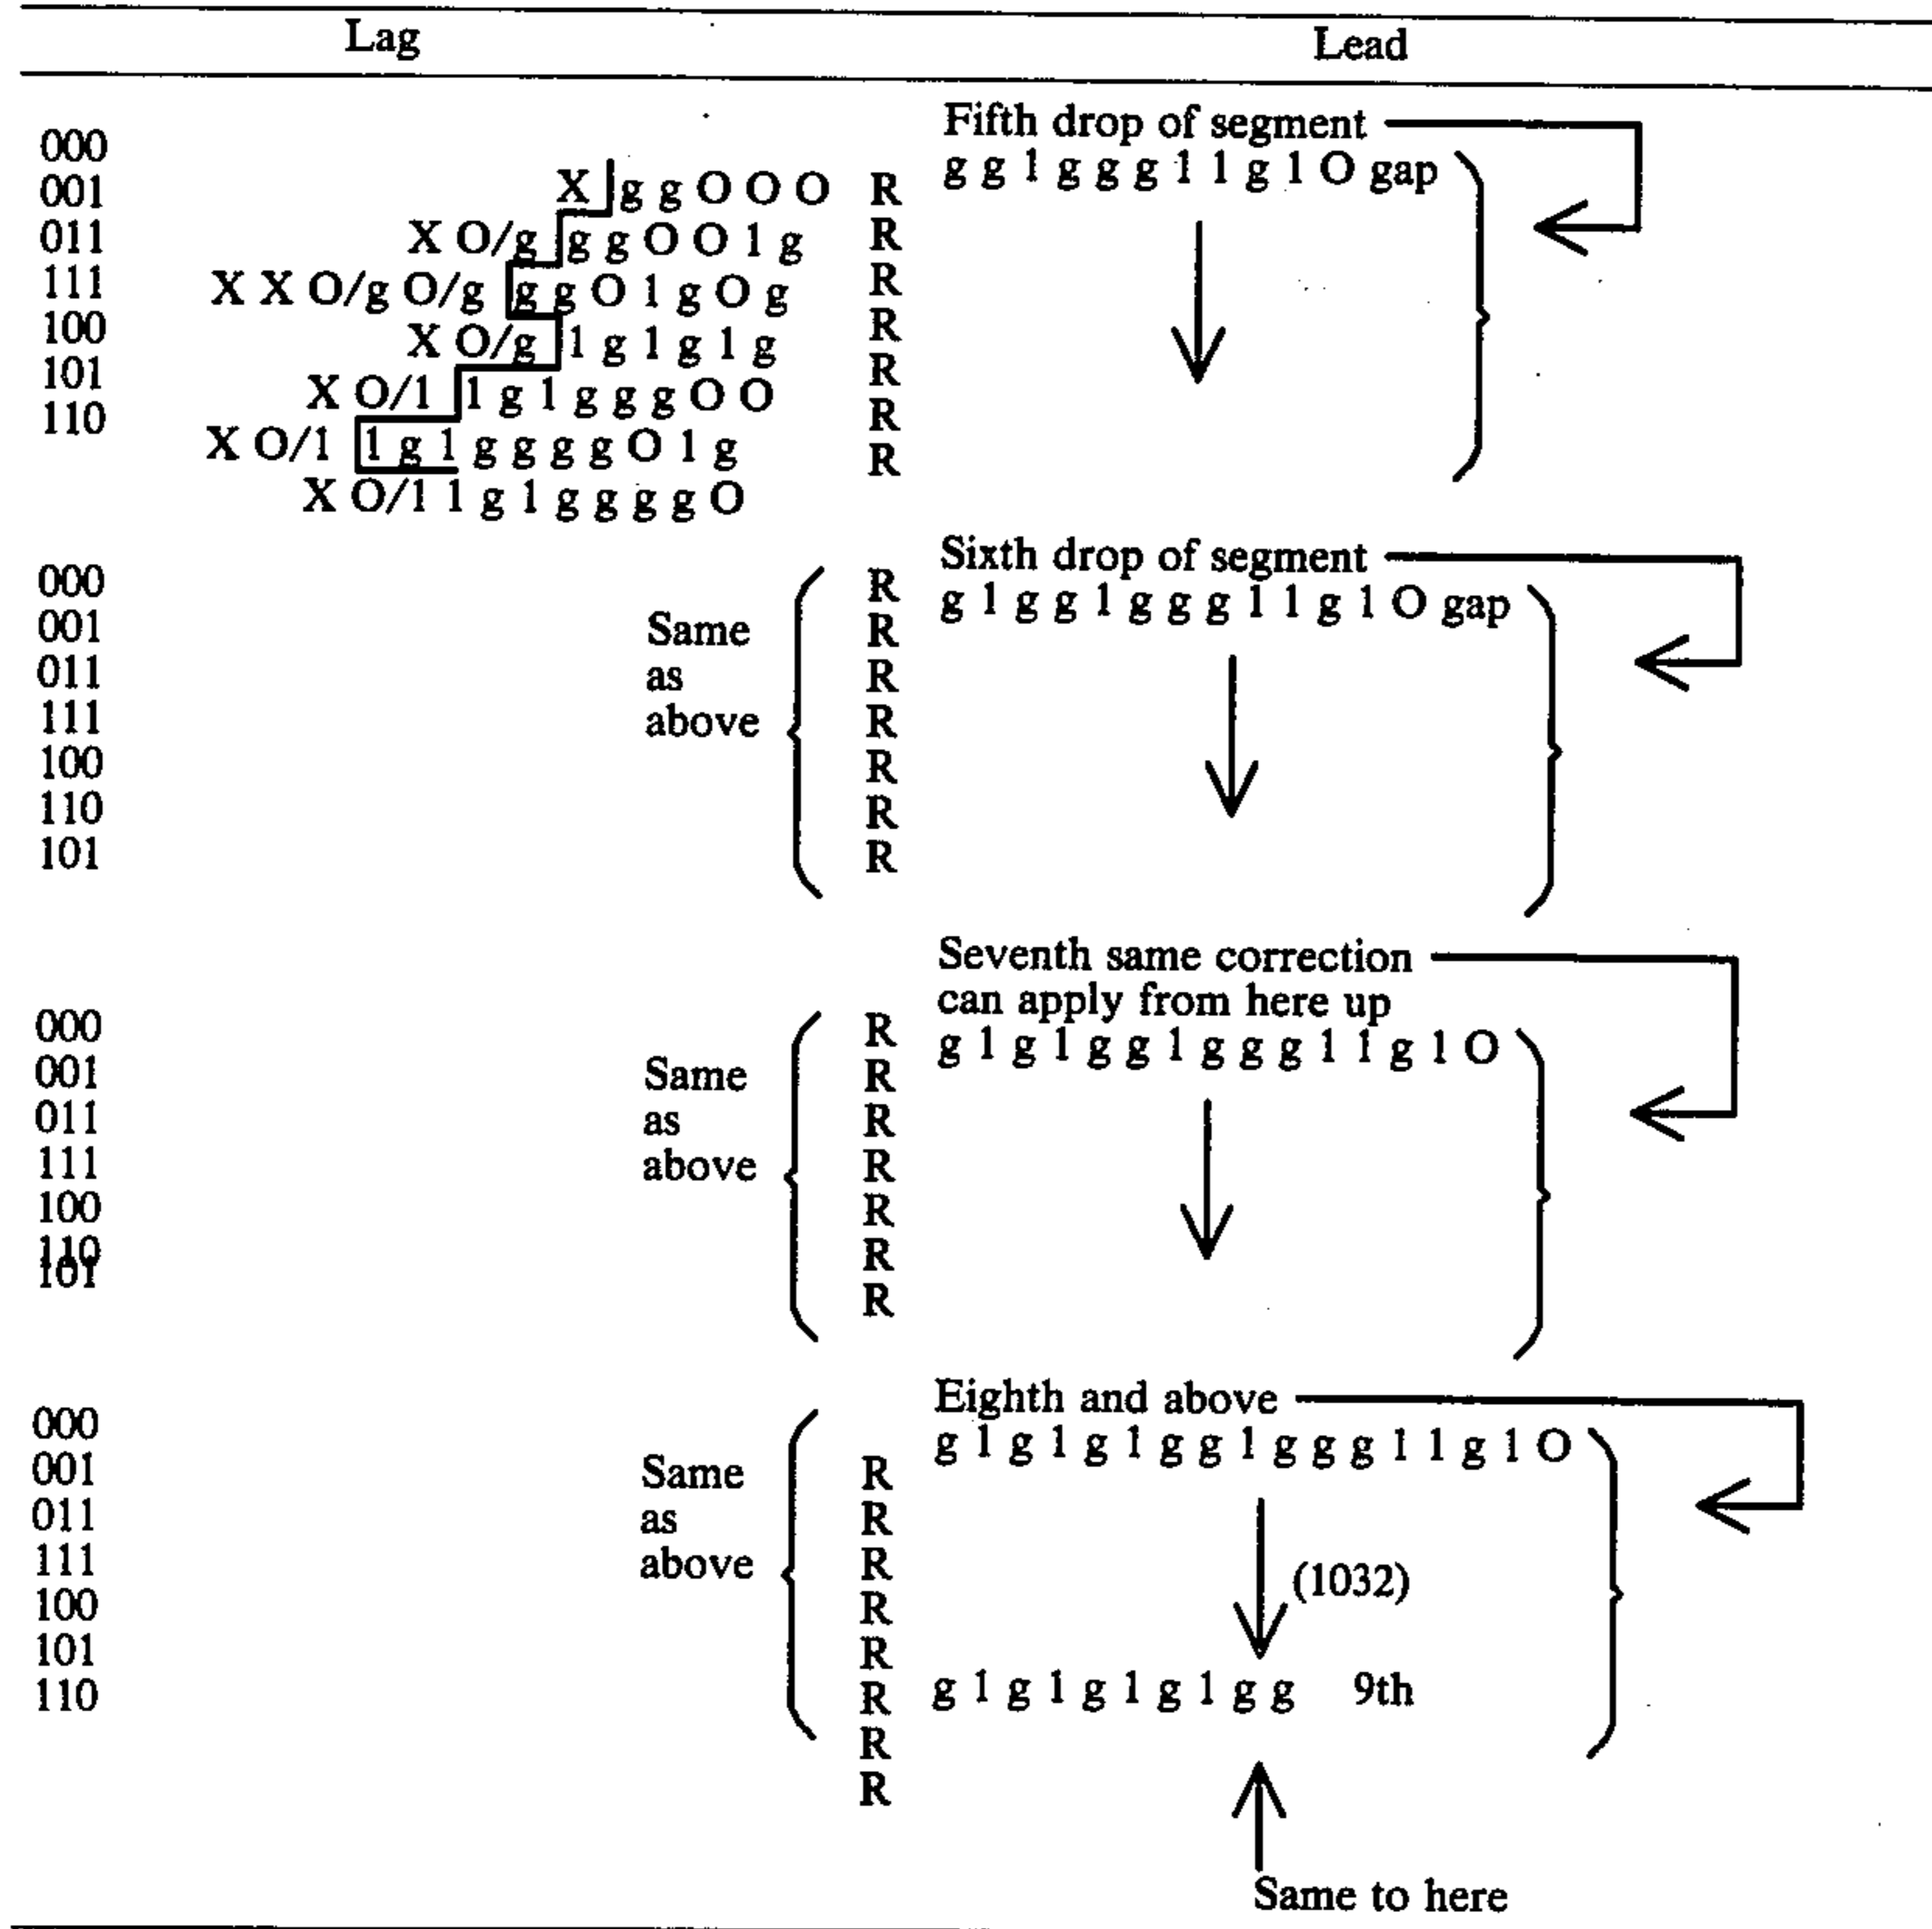 Lag Lead
Fifth drop of segment
000 g g 1 g g g 1 1 g 1 O gap
001 X g g O O O R
011 X O/g g g O O 1 g R
111 X X O/g O/g g g O 1 g O g R
100 X O/g 1 g 1 g 1 g R
101 X O/1 1 g 1 g g g O O R
110 X O/1 1 g 1 g g g g O 1 g R
X O/1 1 g 1 g g g g O R
Sixth drop of segment
000 R g 1 g g 1 g g g 1 1 g 1 O gap
001 Same R
011 as R
111 above R
100 R
110 R
101 R
Seventh same correction
can apply from here up
000 R g 1 g 1 g g 1 g g g 1 1 g 1 O
001 Same R
011 as R
111 above R
100 R
110 R
101 R
Eighth and above
000 g 1 g 1 g 1 g g 1 g g g 1 1 g 1 O
001 Same R
011 as R
111 above R (1032)
100 R
101 R
110 R g 1 g 1 g 1 g 1 g g 9th
R
R
Same to here